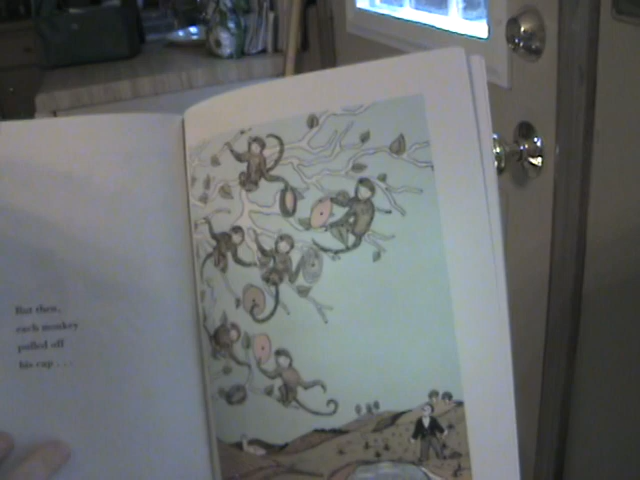 But then,
each monkey
pulled off
his cap . . .